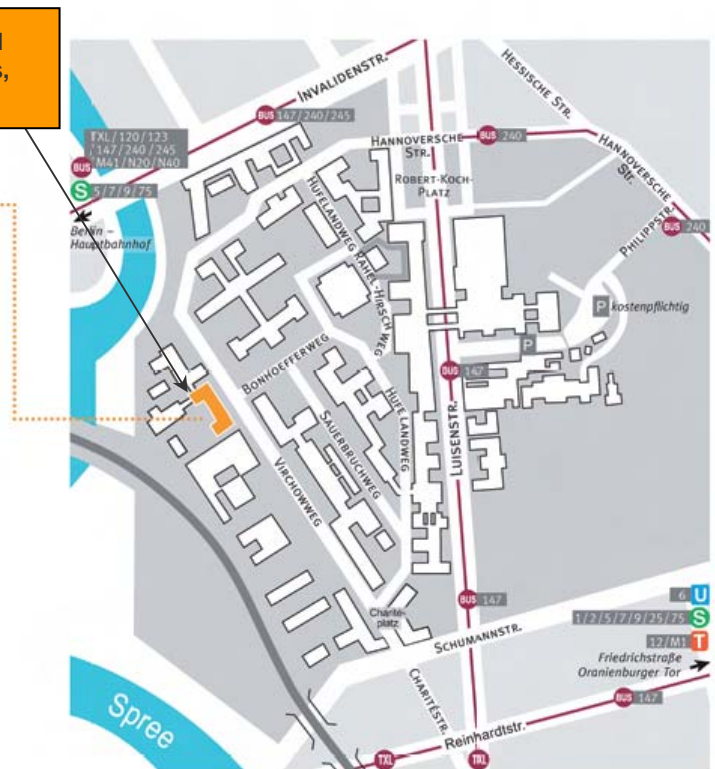 INVALIDENSTR.
HESSISCHE STR.
BUS 147/240/245
TXL/120/123
/147/240/245
BUS M41/N20/N40
S 5/7/9/75
Berlin –
Hauptbahnhof
HANNOVERSCHE
STR.
BUS 240
HANNOVERSCHE
STR.
ROBERT-KOCH-
PLATZ
HUFELANDWEG
RAHEL-HIRSCH WEG
PHILIPPSTR.
BUS 240
P kostenpflichtig
P
BONHOEFFERWEG
BUS 147
SAUERBRUCHWEG
HUFELANDWEG
LUISENSTR.
VIRCHOWWEG
Charité-
platz
BUS 147
SCHUMANNSTR.
6 U
1/2/5/7/9/25/75 S
12/M1 T
Friedrichstraße
Oranienburger Tor
CHARITÉSTR.
BUS 147
Spree
Reinhardtstr.
TXL
TXL